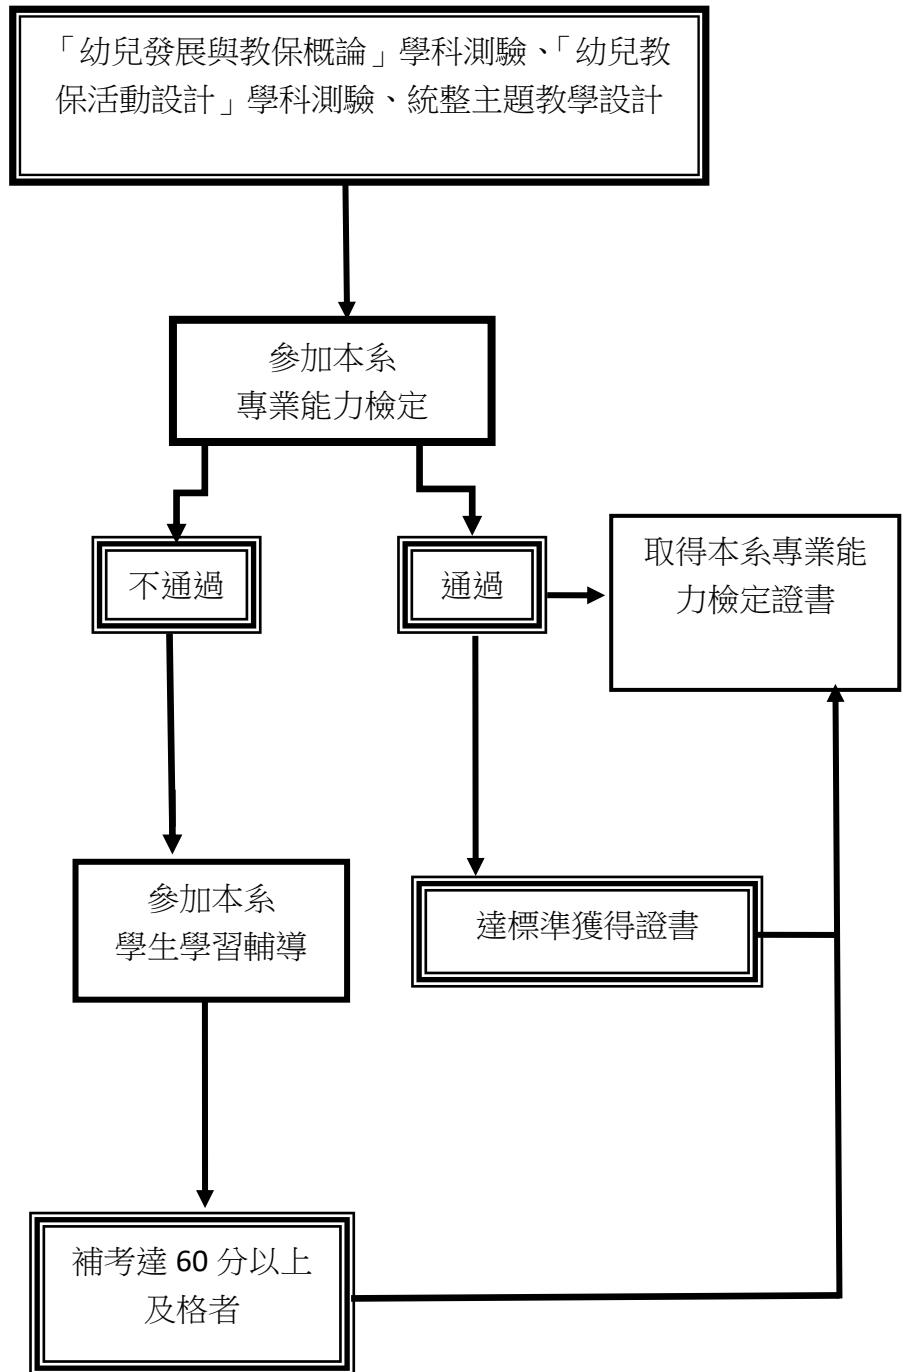 「幼兒發展與教保概論」學科測驗、「幼兒教
保活動設計」學科測驗、統整主題教學設計
參加本系
專業能力檢定
不通過
通過
取得本系專業能
力檢定證書
參加本系
學生學習輔導
達標準獲得證書
補考達 60 分以上
及格者